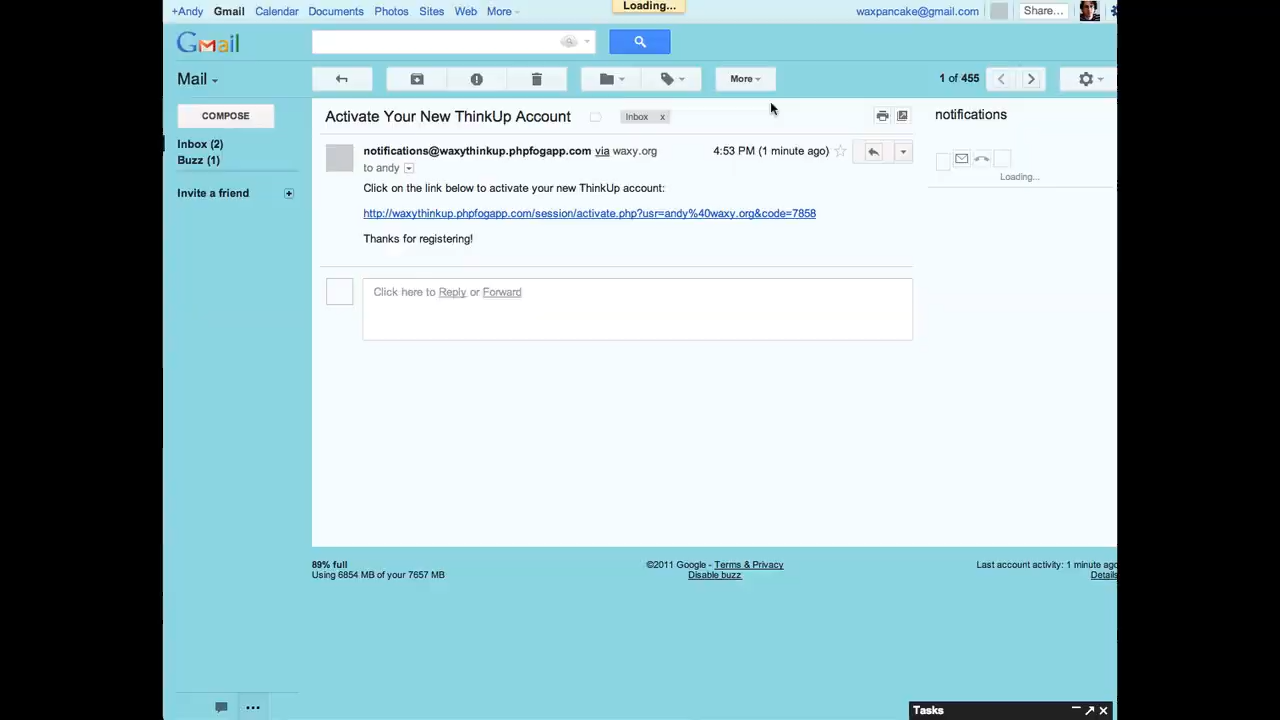 Loading...
+Andy Gmail Calendar Documents Photos Sites Web More
waxpancake@gmail.com Share...
Gmail
Mail
More
1 of 455
COMPOSE
Inbox (2)
Buzz (1)
Invite a friend
Activate Your New ThinkUp Account
Inbox x
notifications@waxythinkup.phpfogapp.com via waxy.org
4:53 PM (1 minute ago)
to andy
Click on the link below to activate your new ThinkUp account:
http://waxythinkup.phpfogapp.com/session/activate.php?usr=andy%40waxy.org&code=7858
Thanks for registering!
Click here to Reply or Forward
notifications
Loading...
89% full
Using 6854 MB of your 7657 MB
©2011 Google - Terms & Privacy
Disable buzz
Last account activity: 1 minute ago
Details
Tasks